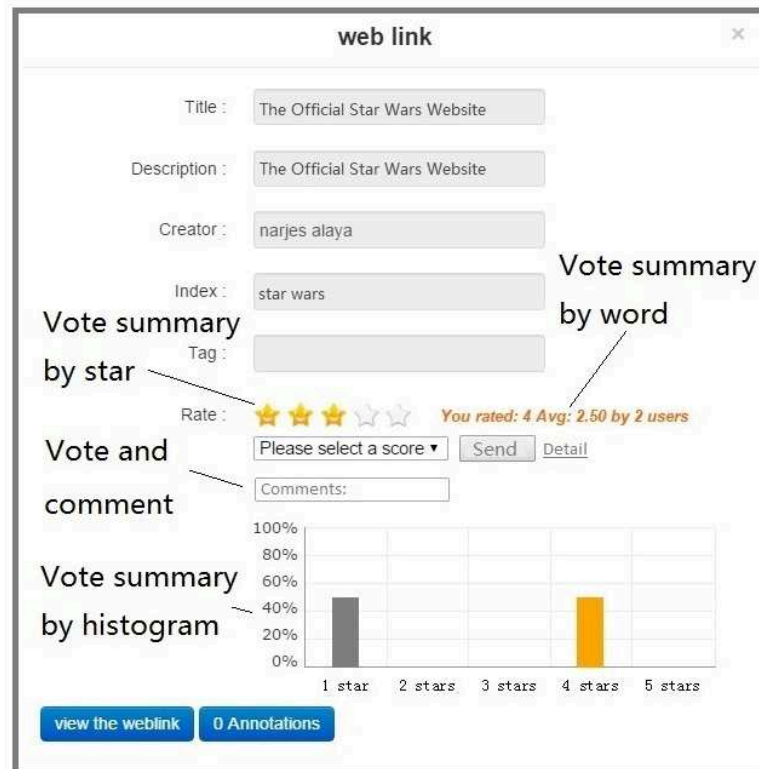 web link
×
Title : The Official Star Wars Website
Description : The Official Star Wars Website
Creator : narjes alaya
Index : star wars
Vote summary
by word
Vote summary
by star
Tag :
Rate : You rated: 4 Avg: 2.50 by 2 users
Please select a score ▾ Send Detail
Vote and
comment
Comments:
Vote summary
by histogram
100%
80%
60%
40%
20%
0%
1 star 2 stars 3 stars 4 stars 5 stars
view the weblink 0 Annotations